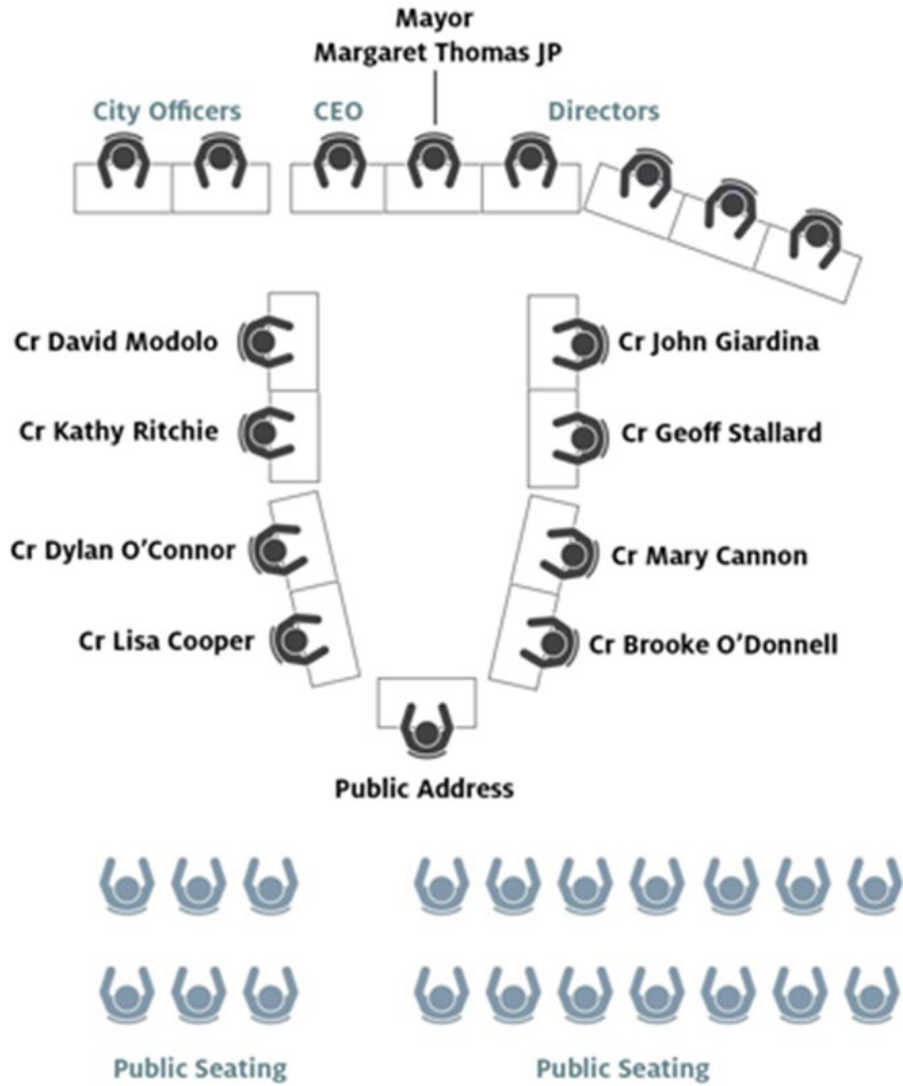 Mayor
Margaret Thomas JP
City Officers
CEO
Directors
Cr David Modolo
Cr John Giardina
Cr Kathy Ritchie
Cr Geoff Stallard
Cr Dylan O’Connor
Cr Mary Cannon
Cr Lisa Cooper
Cr Brooke O’Donnell
Public Address
Public Seating
Public Seating